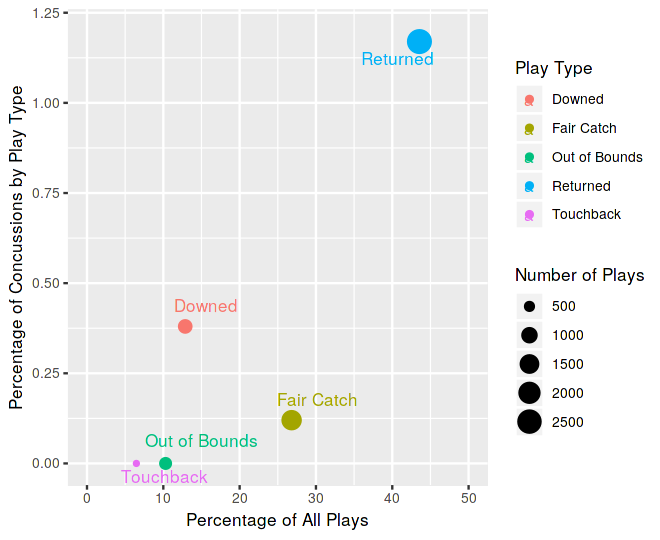 Percentage of Concussions by Play Type
1.25
1.00
0.75
0.50
0.25
0.00
Returned
Downed
Fair Catch
Out of Bounds
Touchback
0
10
20
30
40
50
Percentage of All Plays
Play Type
Downed
Fair Catch
Out of Bounds
Returned
Touchback
Number of Plays
500
1000
1500
2000
2500